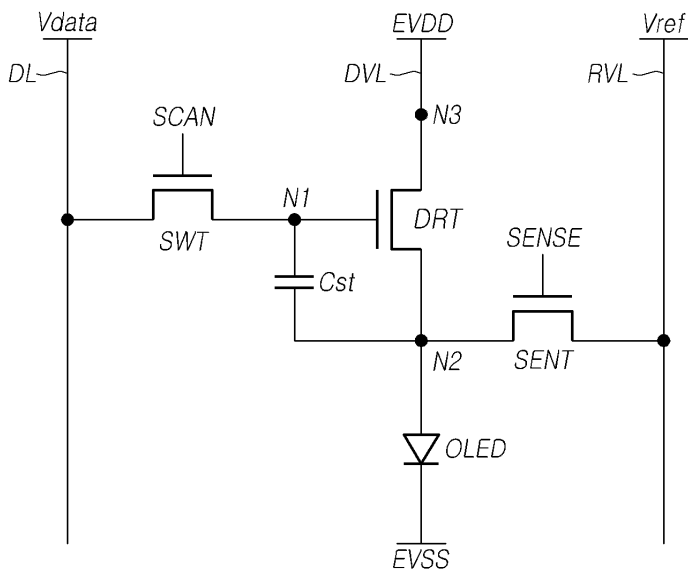 Vdata
EVDD
Vref
DL
DVL
RVL
N3
SCAN
N1
DRT
SWT
SENSE
Cst
N2
SENT
OLED
EVSS